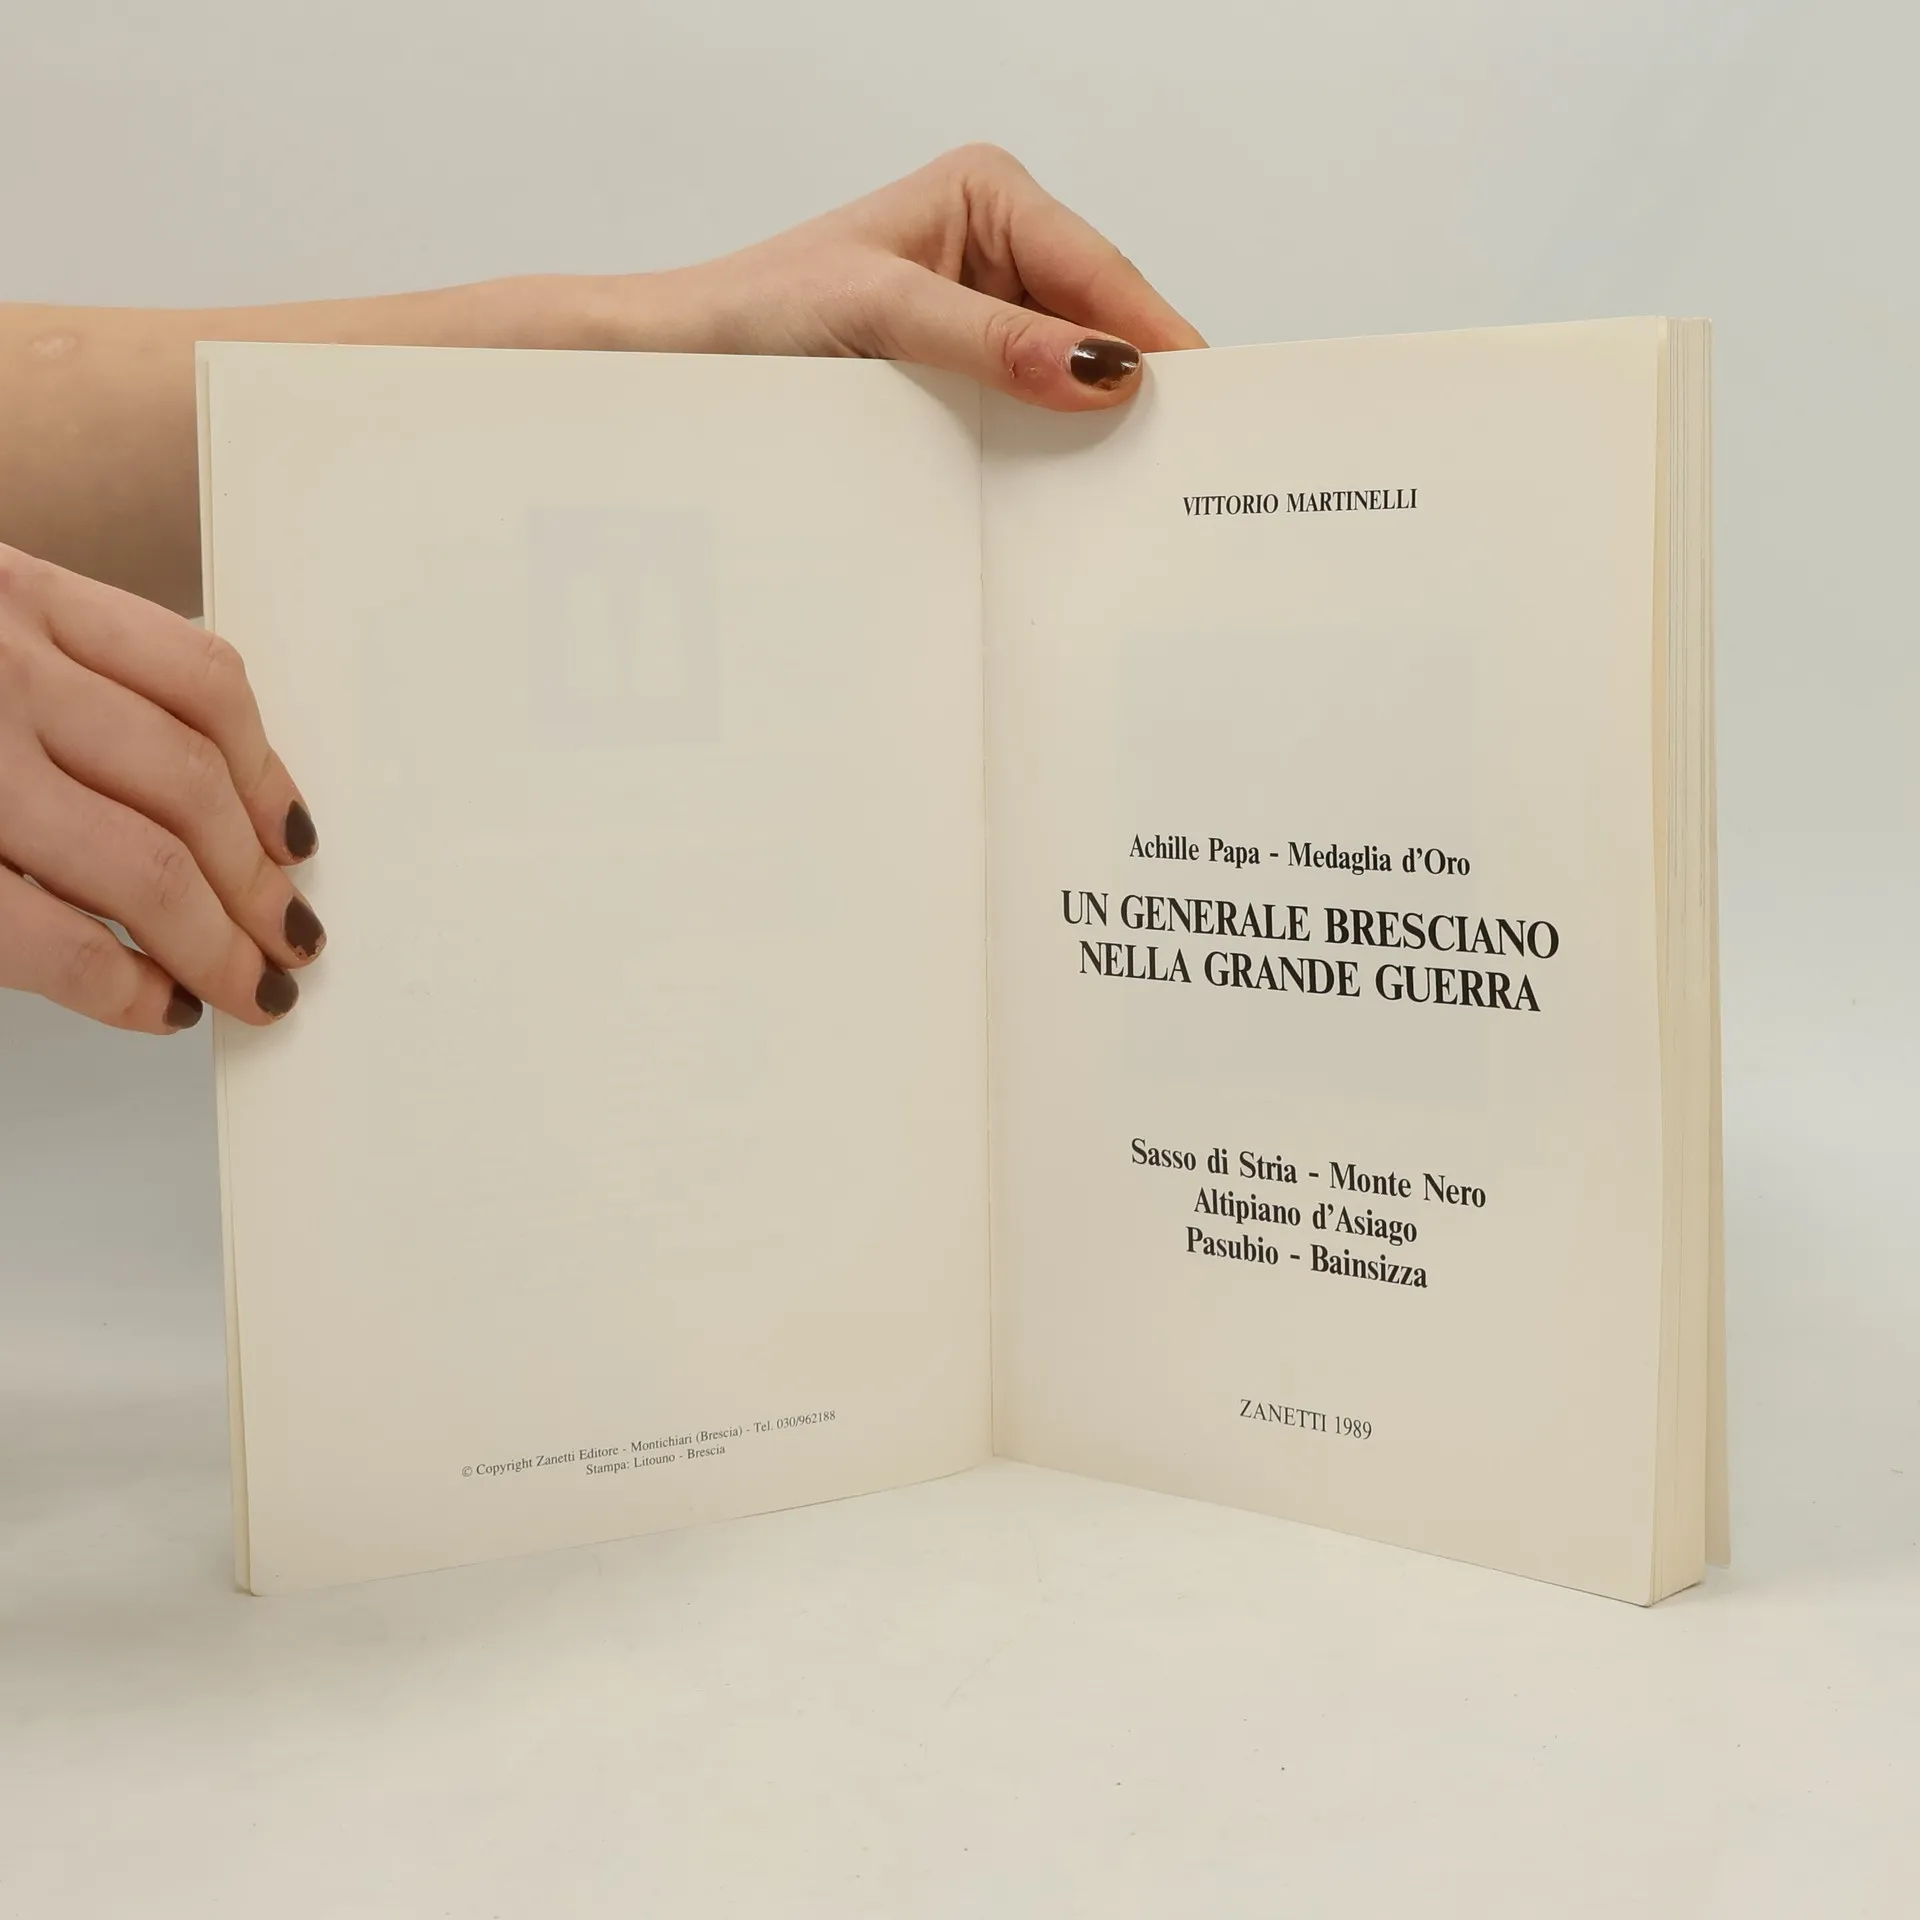 © Copyright Zanetti Editore - Montichiari (Brescia) - Tel. 030/962188
Stampa: Litouno - Brescia
VITTORIO MARTINELLI
Achille Papa - Medaglia d'Oro
UN GENERALE BRESCIANO
NELLA GRANDE GUERRA
Sasso di Stria - Monte Nero
Altipiano d'Asiago
Pasubio - Bainsizza
ZANETTI 1989